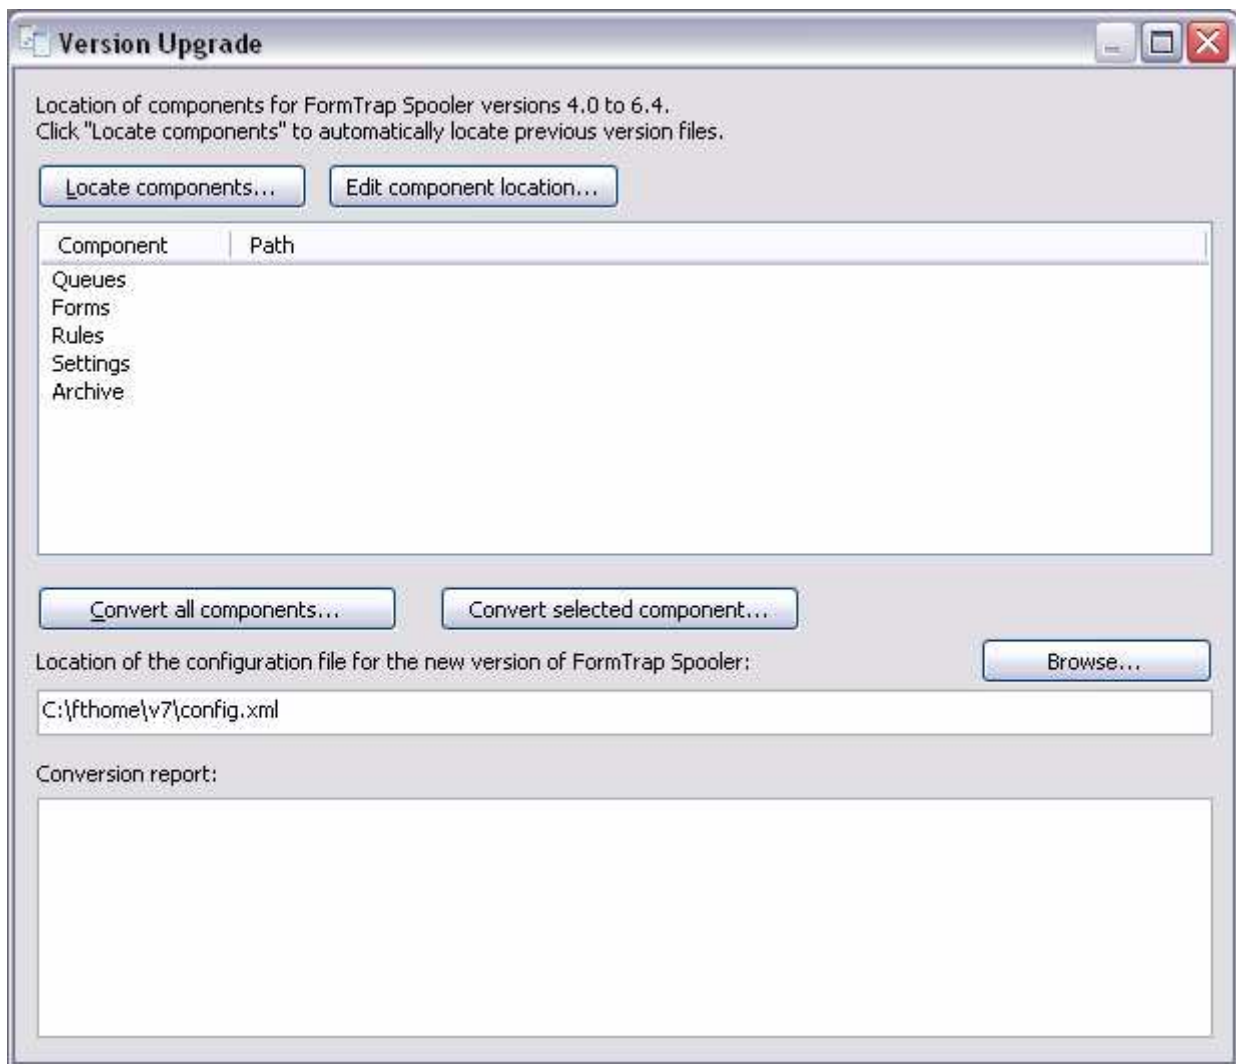 Version Upgrade
Location of components for FormTrap Spooler versions 4.0 to 6.4.
Click "Locate components" to automatically locate previous version files.
Locate components... Edit component location...
Component Path
Queues
Forms
Rules
Settings
Archive
Convert all components... Convert selected component...
Location of the configuration file for the new version of FormTrap Spooler: Browse...
C:\fthome\v7\config.xml
Conversion report: